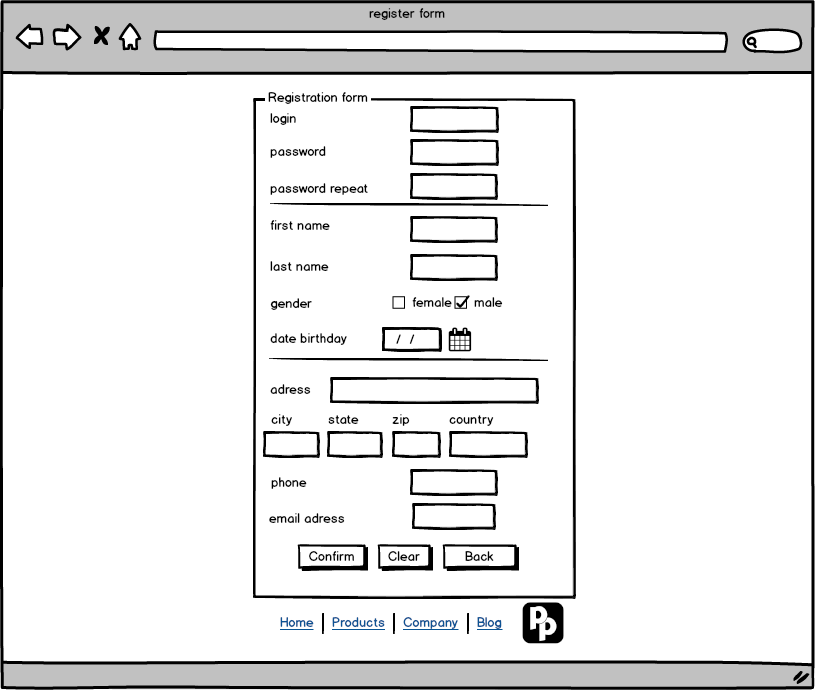 register form
Registration form
login
password
password repeat
first name
last name
gender female male
date birthday / /
adress
city state zip country
phone
email adress
Confirm Clear Back
Home Products Company Blog
Pp